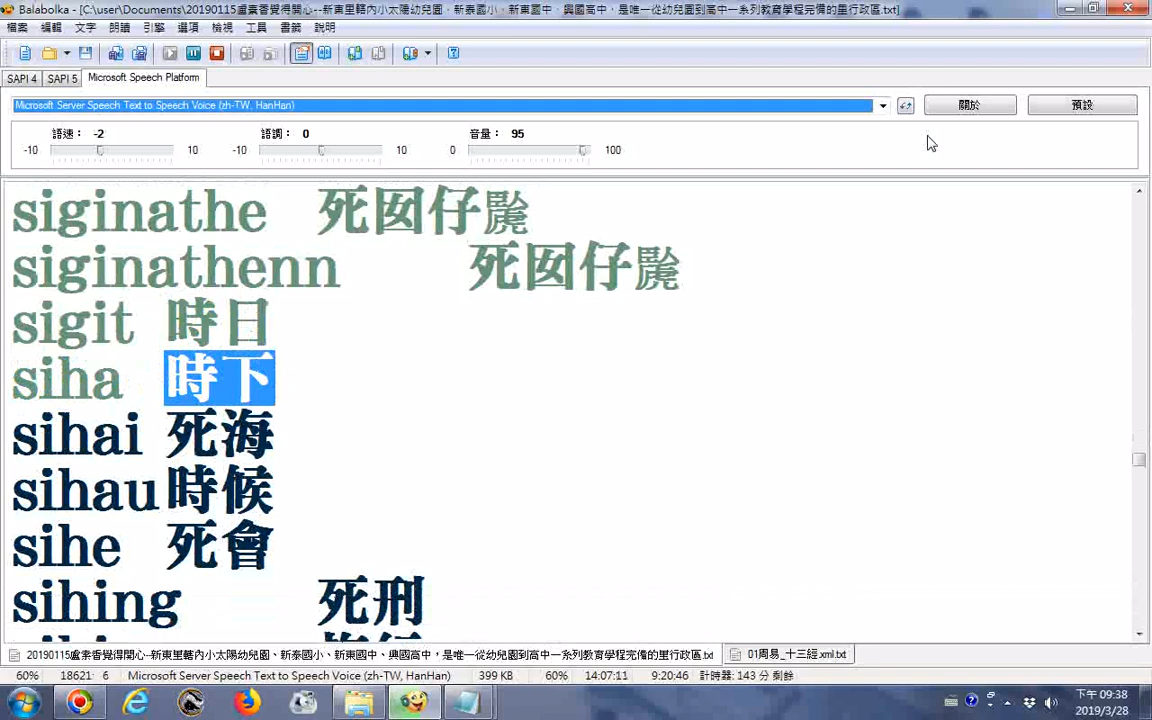 Balabolka - [C:\user\Documents\20190115盧素香覺得開心--新東里轄內小太陽幼兒園、新泰國小、新東國中、興國高中，是唯一從幼兒園到高中一系列教育學程完備的里行政區.txt]
檔案 編輯 文字 朗讀 引擎 選項 檢視 工具 書籤 說明
SAPI 4 SAPI 5 Microsoft Speech Platform
Microsoft Server Speech Text to Speech Voice (zh-TW, HanHan) 關於 預設
語速： -2 語調： 0 音量： 95
-10 10 -10 10 0 100
siginathe 死囡仔
siginathenn 死囡仔
sigit 時日
siha 時下
sihai 死海
sihau 時候
sihe 死會
sihing 死刑
20190115盧素香覺得開心--新東里轄內小太陽幼兒園、新泰國小、新東國中、興國高中，是唯一從幼兒園到高中一系列教育學程完備的里行政區.txt 01周易_十三經.xml.txt
60% 18621: 6 Microsoft Server Speech Text to Speech Voice (zh-TW, HanHan) 399 KB 60% 14:07:11 9:20:46 計時器: 143 分 剩餘
下午 09:38
2019/3/28